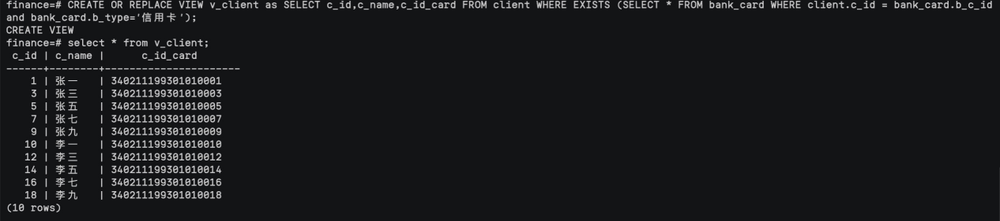 finance=# CREATE OR REPLACE VIEW v_client as SELECT c_id,c_name,c_id_card FROM client WHERE EXISTS (SELECT * FROM bank_card WHERE client.c_id = bank_card.b_c_id
and bank_card.b_type='信用卡');
CREATE VIEW
finance=# select * from v_client;
 c_id | c_name |      c_id_card
------+--------+----------------------
    1 | 张一   | 340211199301010001
    3 | 张三   | 340211199301010003
    5 | 张五   | 340211199301010005
    7 | 张七   | 340211199301010007
    9 | 张九   | 340211199301010009
   10 | 李一   | 340211199301010010
   12 | 李三   | 340211199301010012
   14 | 李五   | 340211199301010014
   16 | 李七   | 340211199301010016
   18 | 李九   | 340211199301010018
(10 rows)